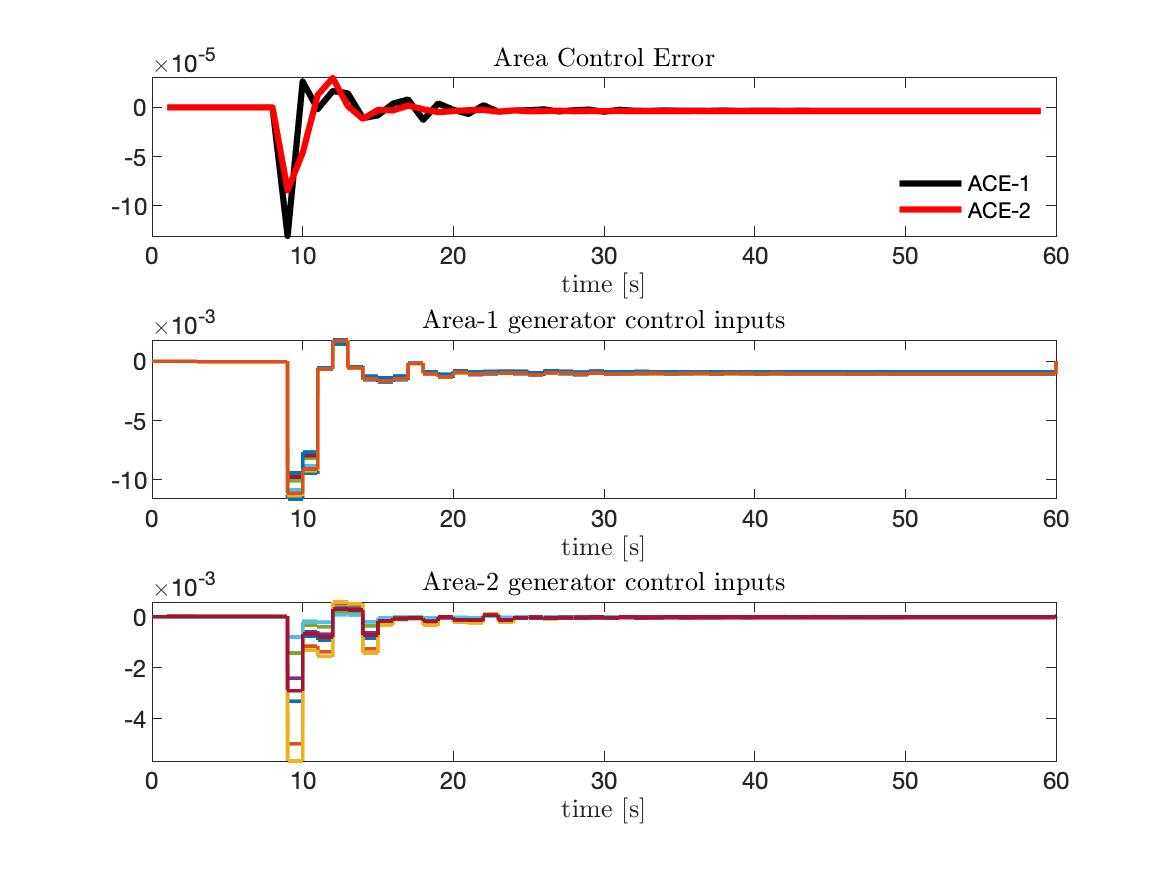 Area Control Error
×10^-5
0
-5
-10
ACE-1
ACE-2
0 10 20 30 40 50 60
time [s]
Area-1 generator control inputs
×10^-3
0
-5
-10
0 10 20 30 40 50 60
time [s]
Area-2 generator control inputs
×10^-3
0
-2
-4
0 10 20 30 40 50 60
time [s]